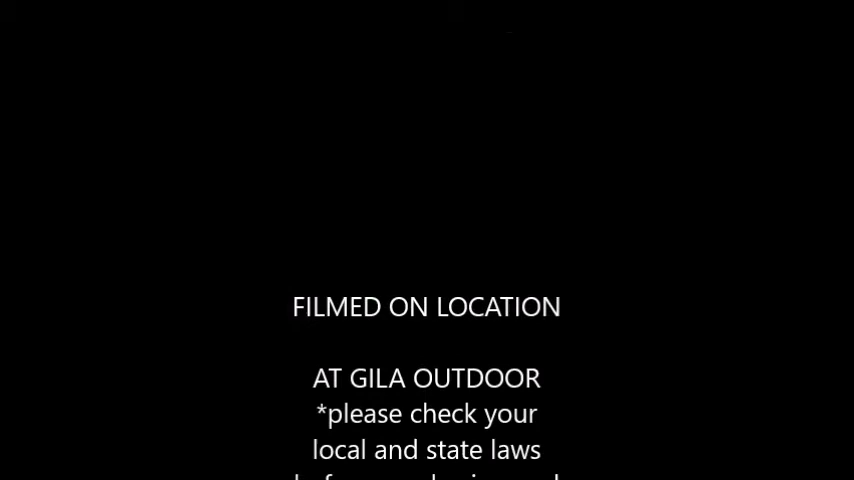 FILMED ON LOCATION
AT GILA OUTDOOR
*please check your
local and state laws